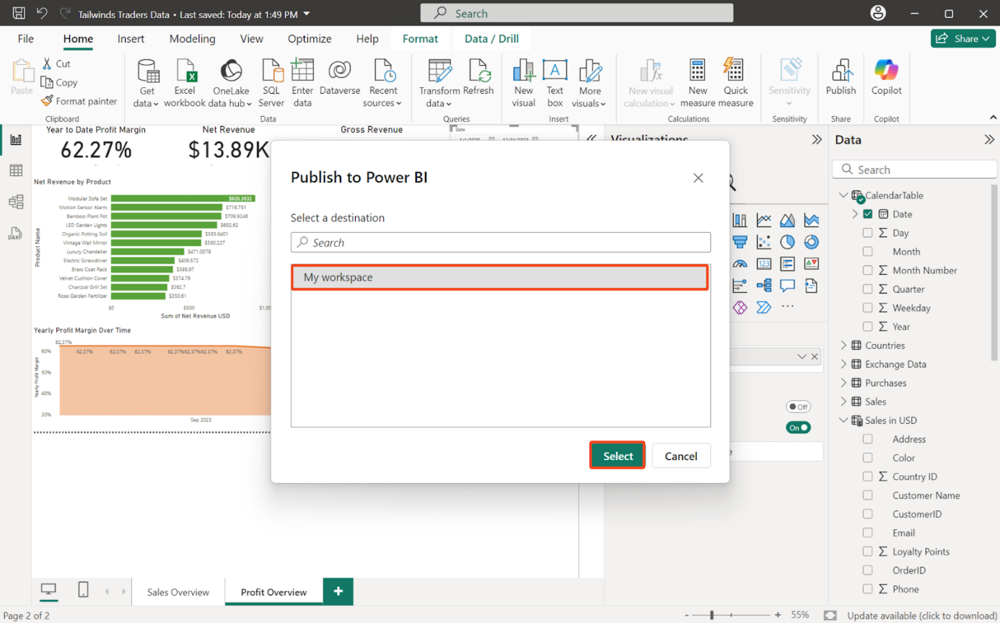 Tailwinds Traders Data • Last saved: Today at 1:49 PM
Search
File Home Insert Modeling View Optimize Help Format Data / Drill Share
Paste
Cut
Copy
Format painter
Clipboard
Get data
Excel workbook
OneLake data hub
SQL Server
Enter data
Dataverse
Recent sources
Data
Transform data
Refresh
Queries
New visual
Text box
More visuals
Insert
New visual calculation
New measure
Quick measure
Calculations
Sensitivity
Sensitivity
Publish
Share
Copilot
Copilot
DAX
Year to Date Profit Margin
62.27%
Net Revenue
$13.89K
Gross Revenue
Date
Net Revenue by Product
Product Name
Modular Sofa Set $928.3632
Motion Sensor Alarm $716.751
Bamboo Plant Pot $709.9248
LED Garden Lights $682.62
Organic Potting Soil $583.6401
Vintage Wall Mirror $580.227
Luxury Chandelier $471.0078
Electric Screwdriver $409.572
Brass Coat Rack $398.97
Velvet Cushion Cover $374.79
Charcoal Grill Set $362.7
Rose Garden Fertilizer $350.61
$0 $500 $1,00
Sum of Net Revenue USD
Yearly Profit Margin Over Time
Yearly Profit Margin
60%
50%
40%
30%
62.37%
62.37% 62.37% 62.37% 62.37%62.37%62.37% 62.37%
Sep 2023
Publish to Power BI
Select a destination
Search
My workspace
Select
Cancel
Visualizations
123
Off
On
Data
Search
CalendarTable
Date
Day
Month
Month Number
Quarter
Weekday
Year
Countries
Exchange Data
Purchases
Sales
Sales in USD
Address
Color
Country ID
Customer Name
CustomerID
Email
Loyalty Points
OrderID
Phone
Sales Overview
Profit Overview
Page 2 of 2
55%
Update available (click to download)